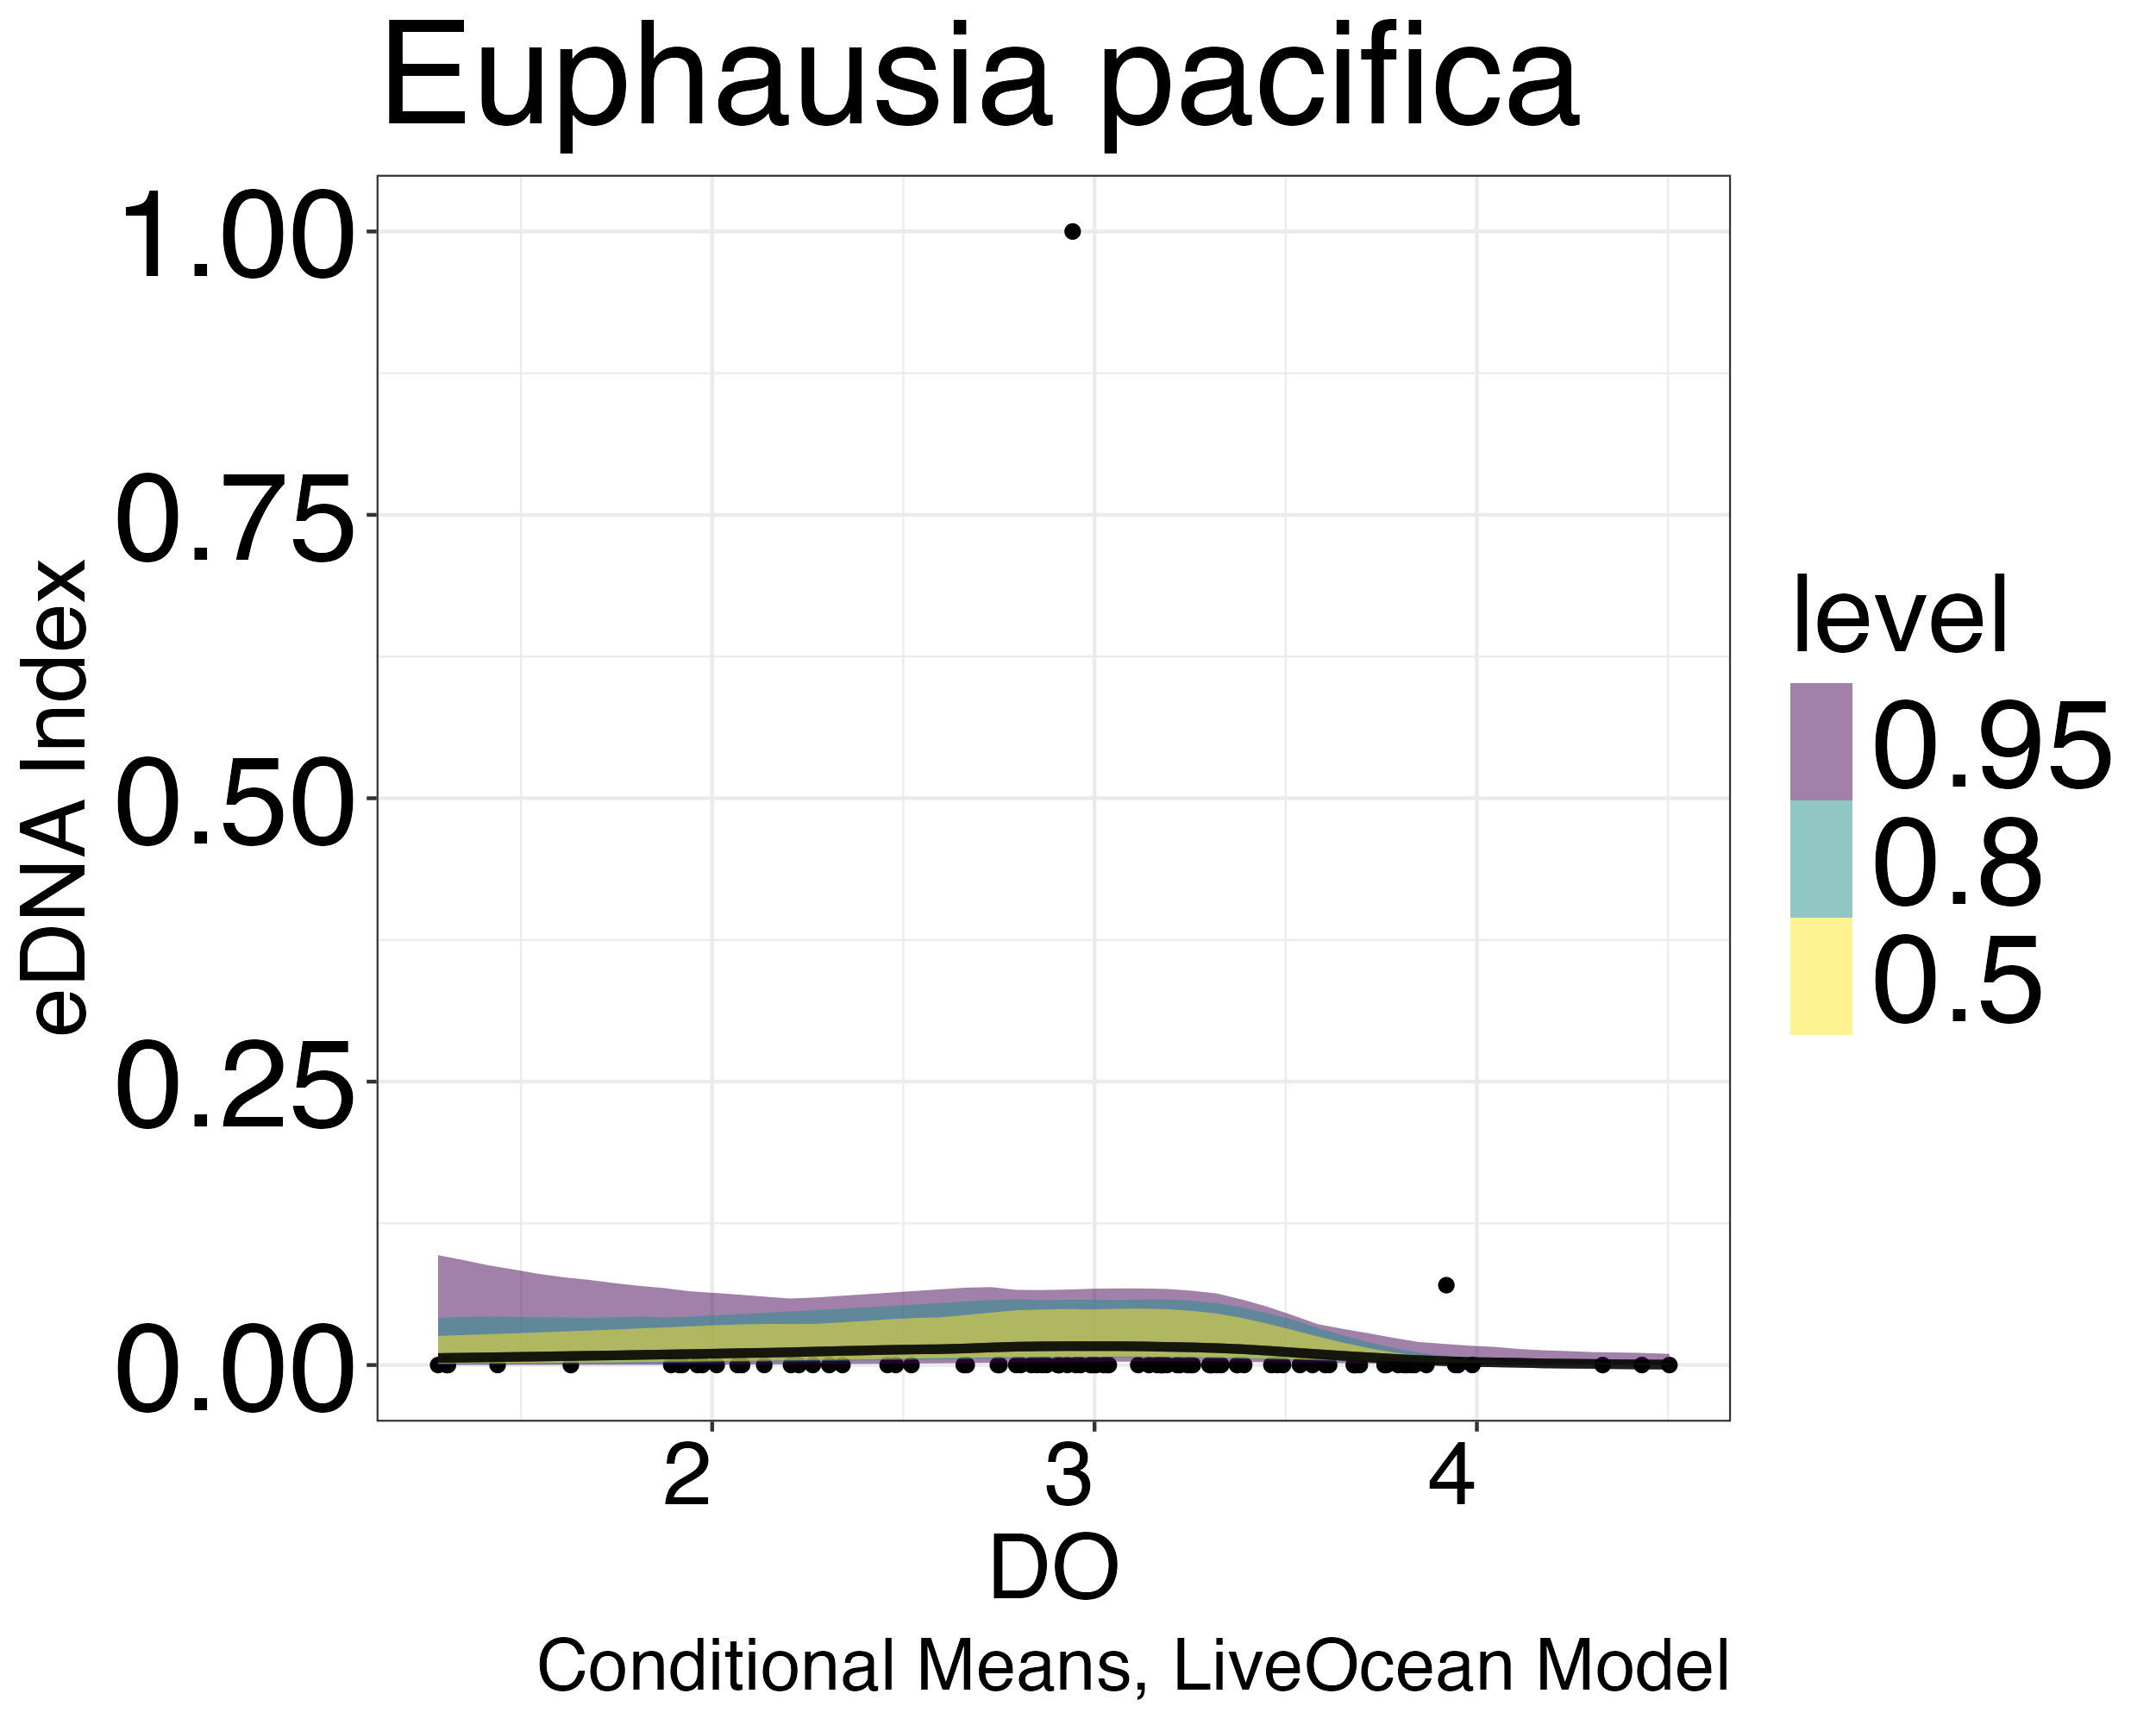 Euphausia pacifica
1.00
0.75
0.50
0.25
0.00
eDNA Index
2 3 4
DO
Conditional Means, LiveOcean Model
level
0.95
0.8
0.5